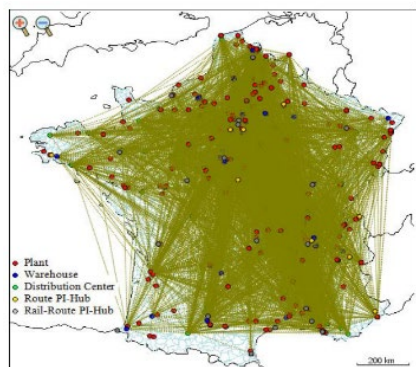 Plant
Warehouse
Distribution Center
Route PI-Hub
Rail-Route PI-Hub
200 km